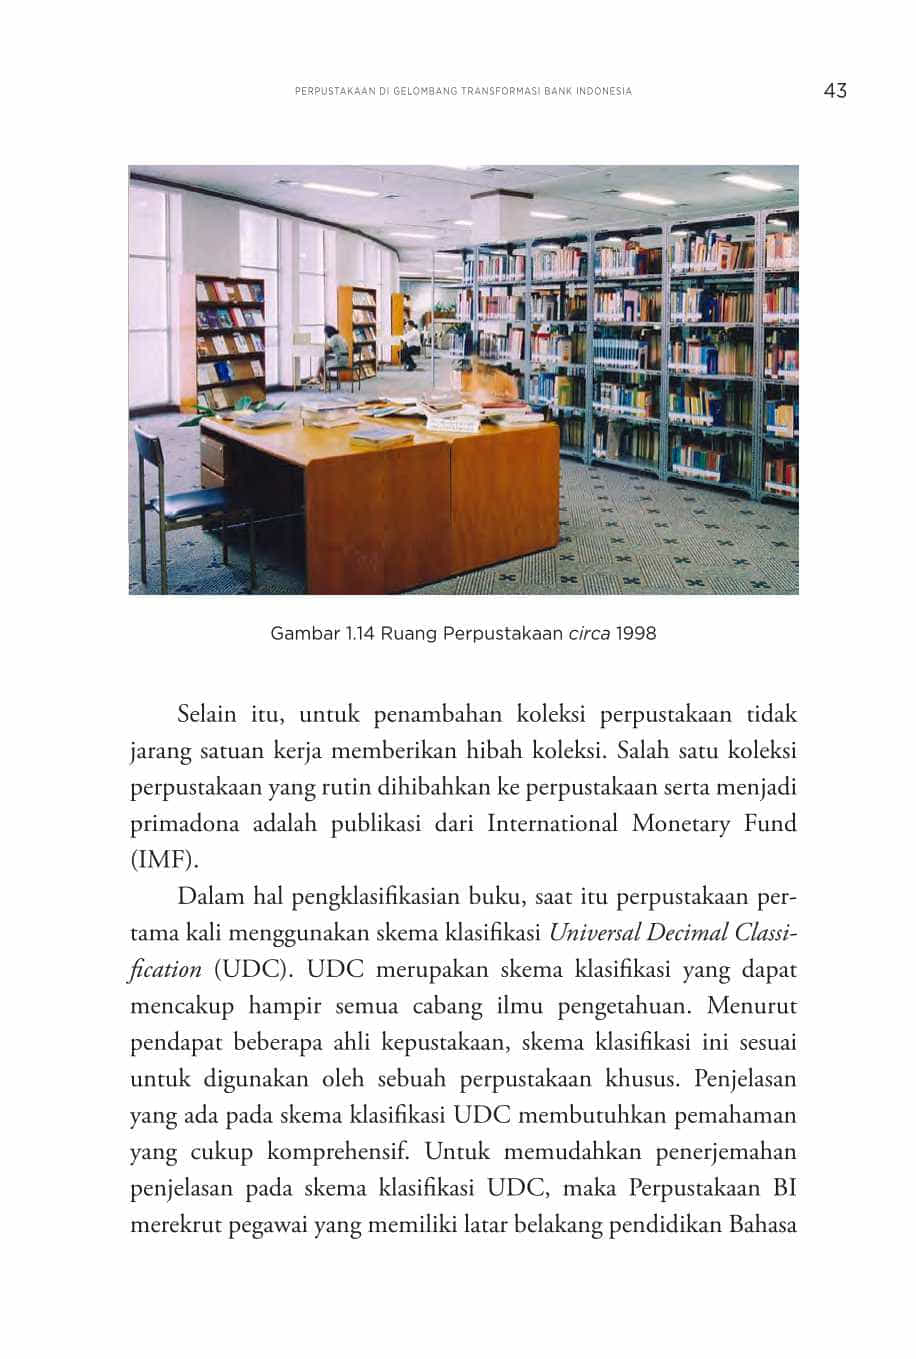 PERPUSTAKAAN DI GELOMBANG TRANSFORMASI BANK INDONESIA
43
Gambar 1.14 Ruang Perpustakaan circa 1998
Selain itu, untuk penambahan koleksi perpustakaan tidak
jarang satuan kerja memberikan hibah koleksi. Salah satu koleksi
perpustakaan yang rutin dihibahkan ke perpustakaan serta menjadi
primadona adalah publikasi dari International Monetary Fund
(IMF).
Dalam hal pengklasifikasian buku, saat itu perpustakaan per-
tama kali menggunakan skema klasifikasi Universal Decimal Classi-
fication (UDC). UDC merupakan skema klasifikasi yang dapat
mencakup hampir semua cabang ilmu pengetahuan. Menurut
pendapat beberapa ahli kepustakaan, skema klasifikasi ini sesuai
untuk digunakan oleh sebuah perpustakaan khusus. Penjelasan
yang ada pada skema klasifikasi UDC membutuhkan pemahaman
yang cukup komprehensif. Untuk memudahkan penerjemahan
penjelasan pada skema klasifikasi UDC, maka Perpustakaan BI
merekrut pegawai yang memiliki latar belakang pendidikan Bahasa